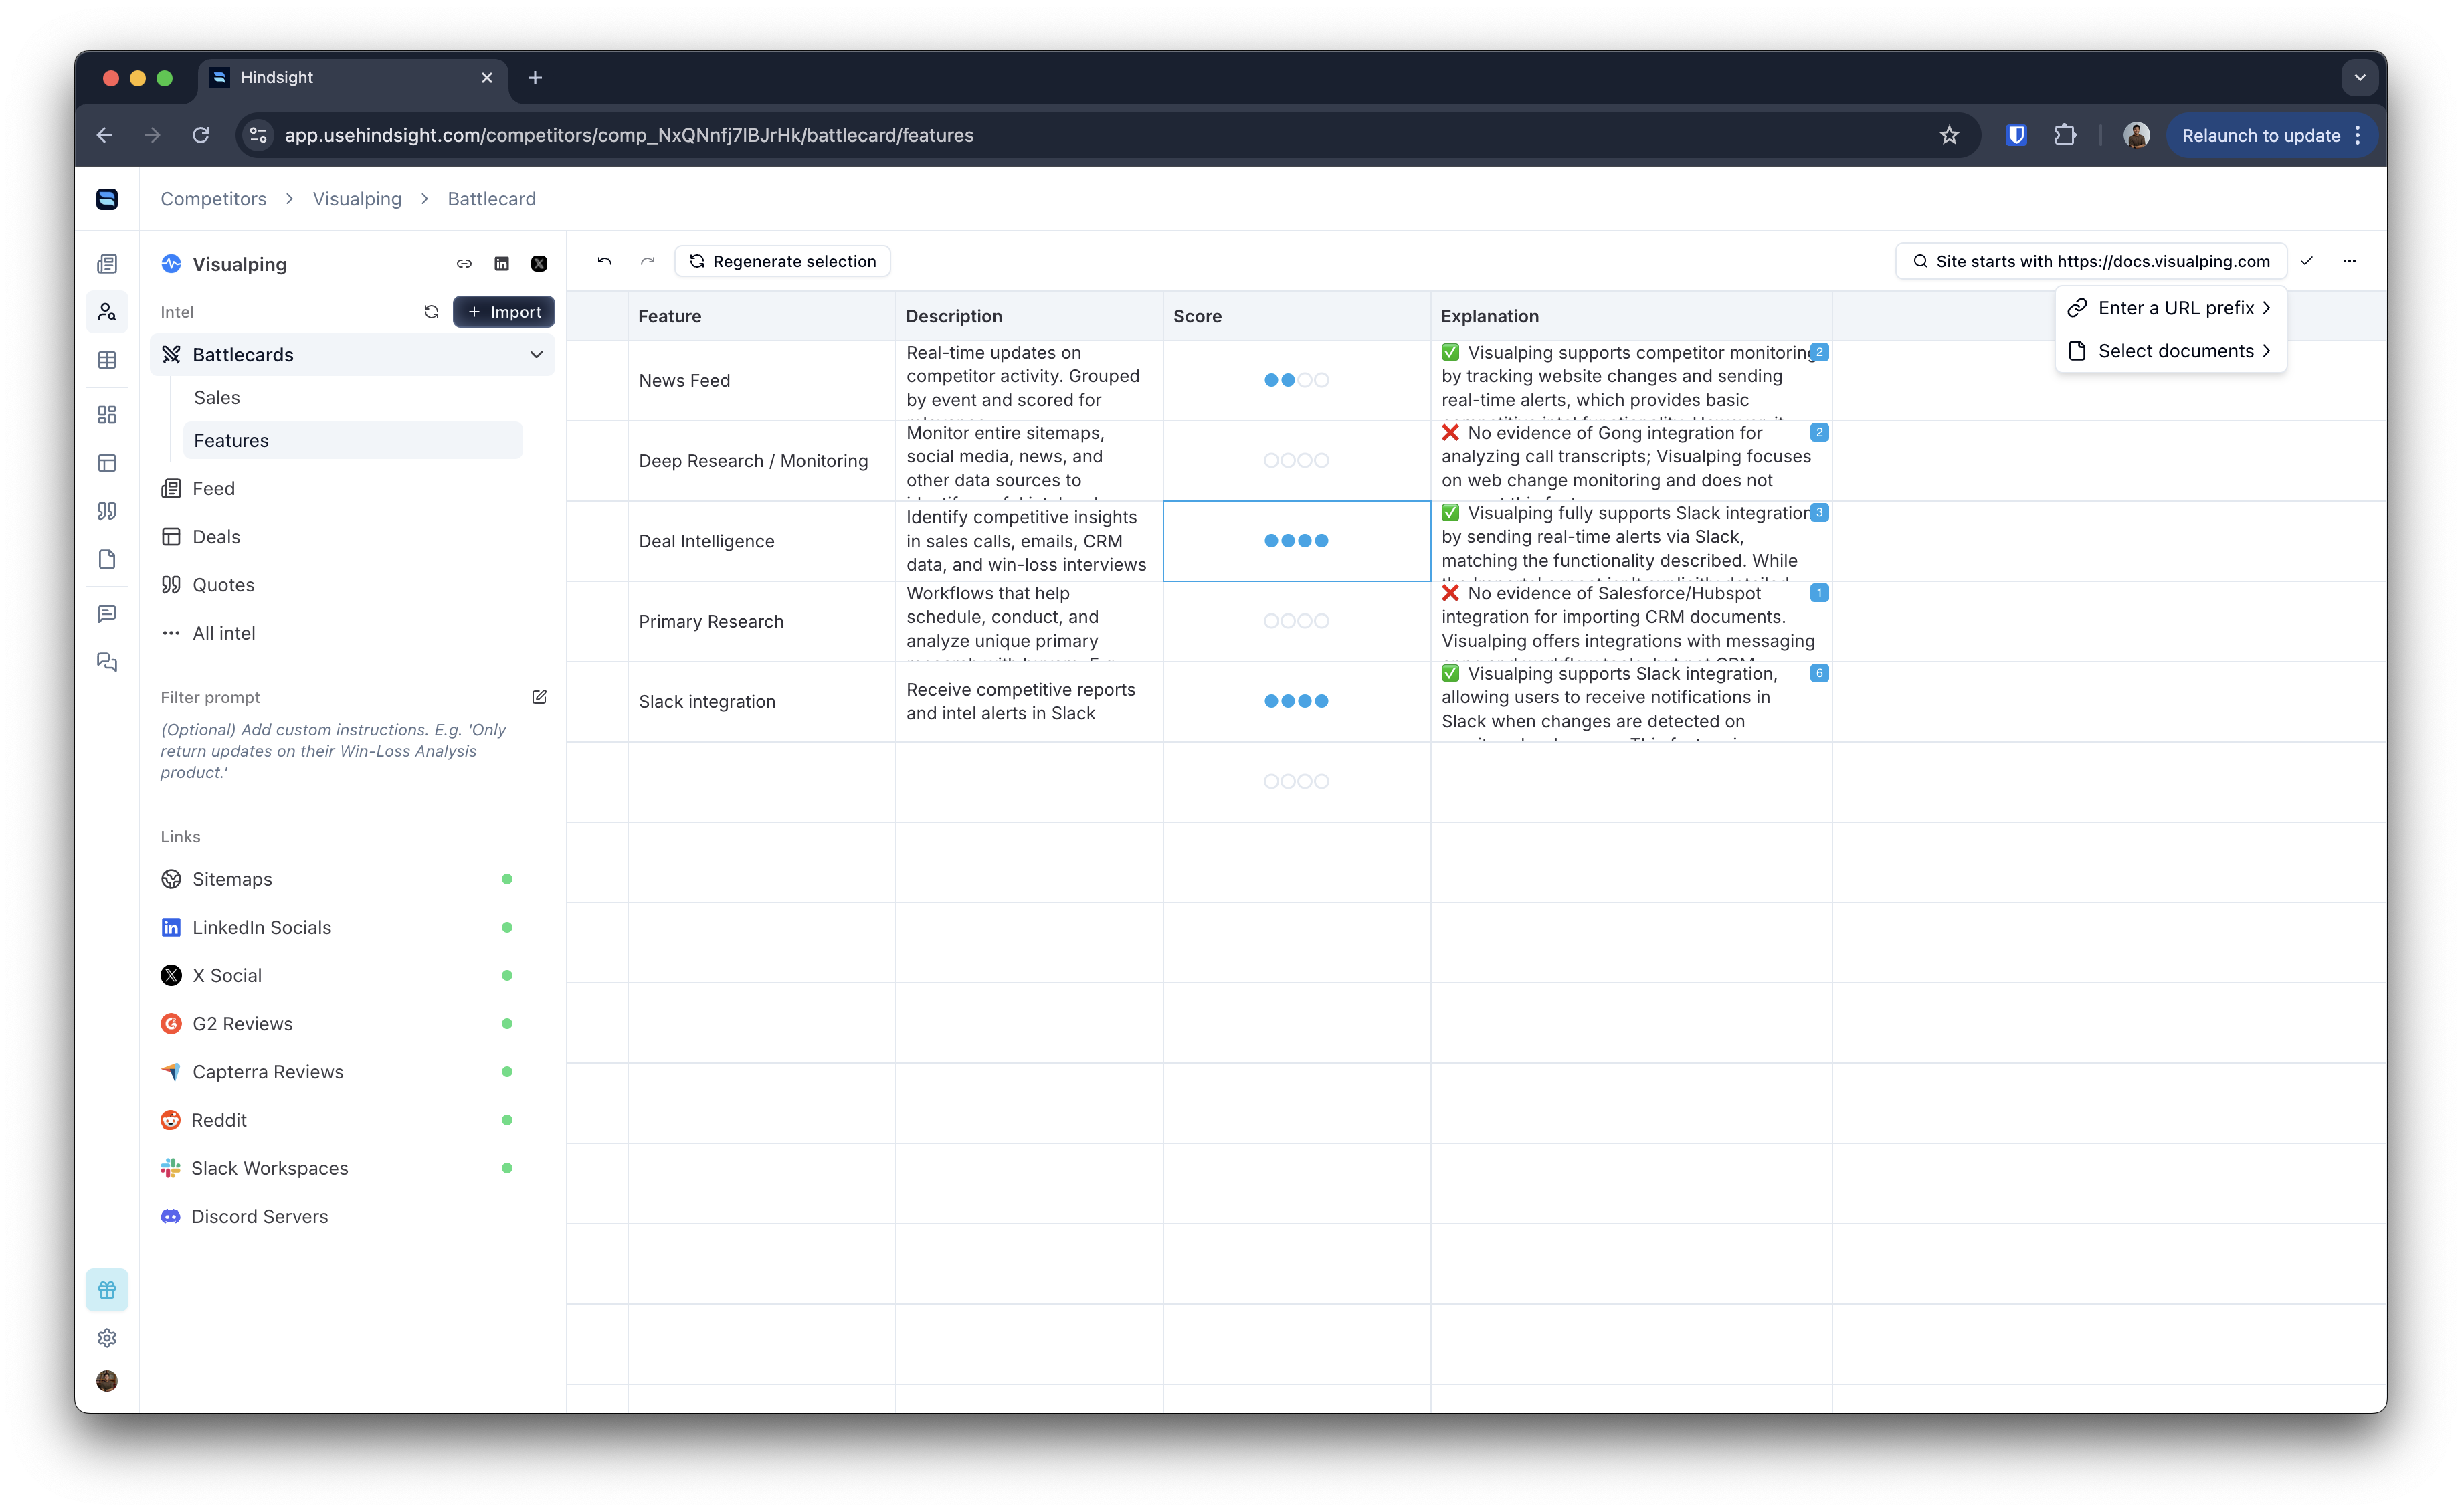 Hindsight
app.usehindsight.com/competitors/comp_NxQNnfj7lBJrHk/battlecard/features
Relaunch to update
Competitors
Visualping
Battlecard
Visualping
Regenerate selection
Site starts with https://docs.visualping.com
Enter a URL prefix
Select documents
Intel
Import
Battlecards
Sales
Features
Feed
Deals
Quotes
All intel
Filter prompt
(Optional) Add custom instructions. E.g. 'Only
return updates on their Win-Loss Analysis
product.'
Links
Sitemaps
LinkedIn Socials
X Social
G2 Reviews
Capterra Reviews
Reddit
Slack Workspaces
Discord Servers
Feature
Description
Score
Explanation
News Feed
Real-time updates on
competitor activity. Grouped
by event and scored for
✅ Visualping supports competitor monitoring
by tracking website changes and sending
real-time alerts, which provides basic
2
Deep Research / Monitoring
Monitor entire sitemaps,
social media, news, and
other data sources to
❌ No evidence of Gong integration for
analyzing call transcripts; Visualping focuses
on web change monitoring and does not
2
Deal Intelligence
Identify competitive insights
in sales calls, emails, CRM
data, and win-loss interviews
✅ Visualping fully supports Slack integration
by sending real-time alerts via Slack,
matching the functionality described. While
3
Primary Research
Workflows that help
schedule, conduct, and
analyze unique primary
❌ No evidence of Salesforce/Hubspot
integration for importing CRM documents.
Visualping offers integrations with messaging
1
Slack integration
Receive competitive reports
and intel alerts in Slack
✅ Visualping supports Slack integration,
allowing users to receive notifications in
Slack when changes are detected on
6